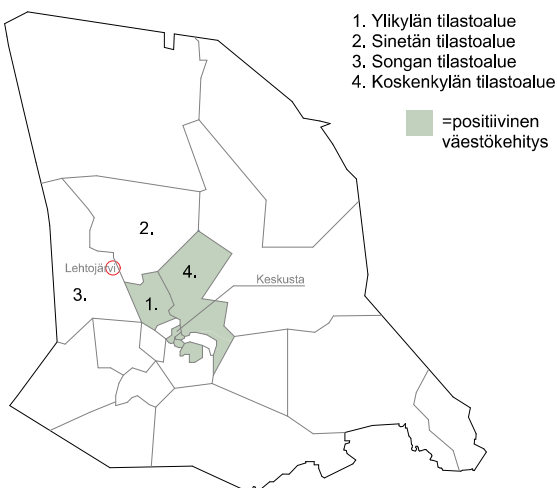 1. Ylikylän tilastoalue
2. Sinetän tilastoalue
3. Songan tilastoalue
4. Koskenkylän tilastoalue
=positiivinen
väestökehitys
2.
Lehtojärvi
4.
Keskusta
3.
1.